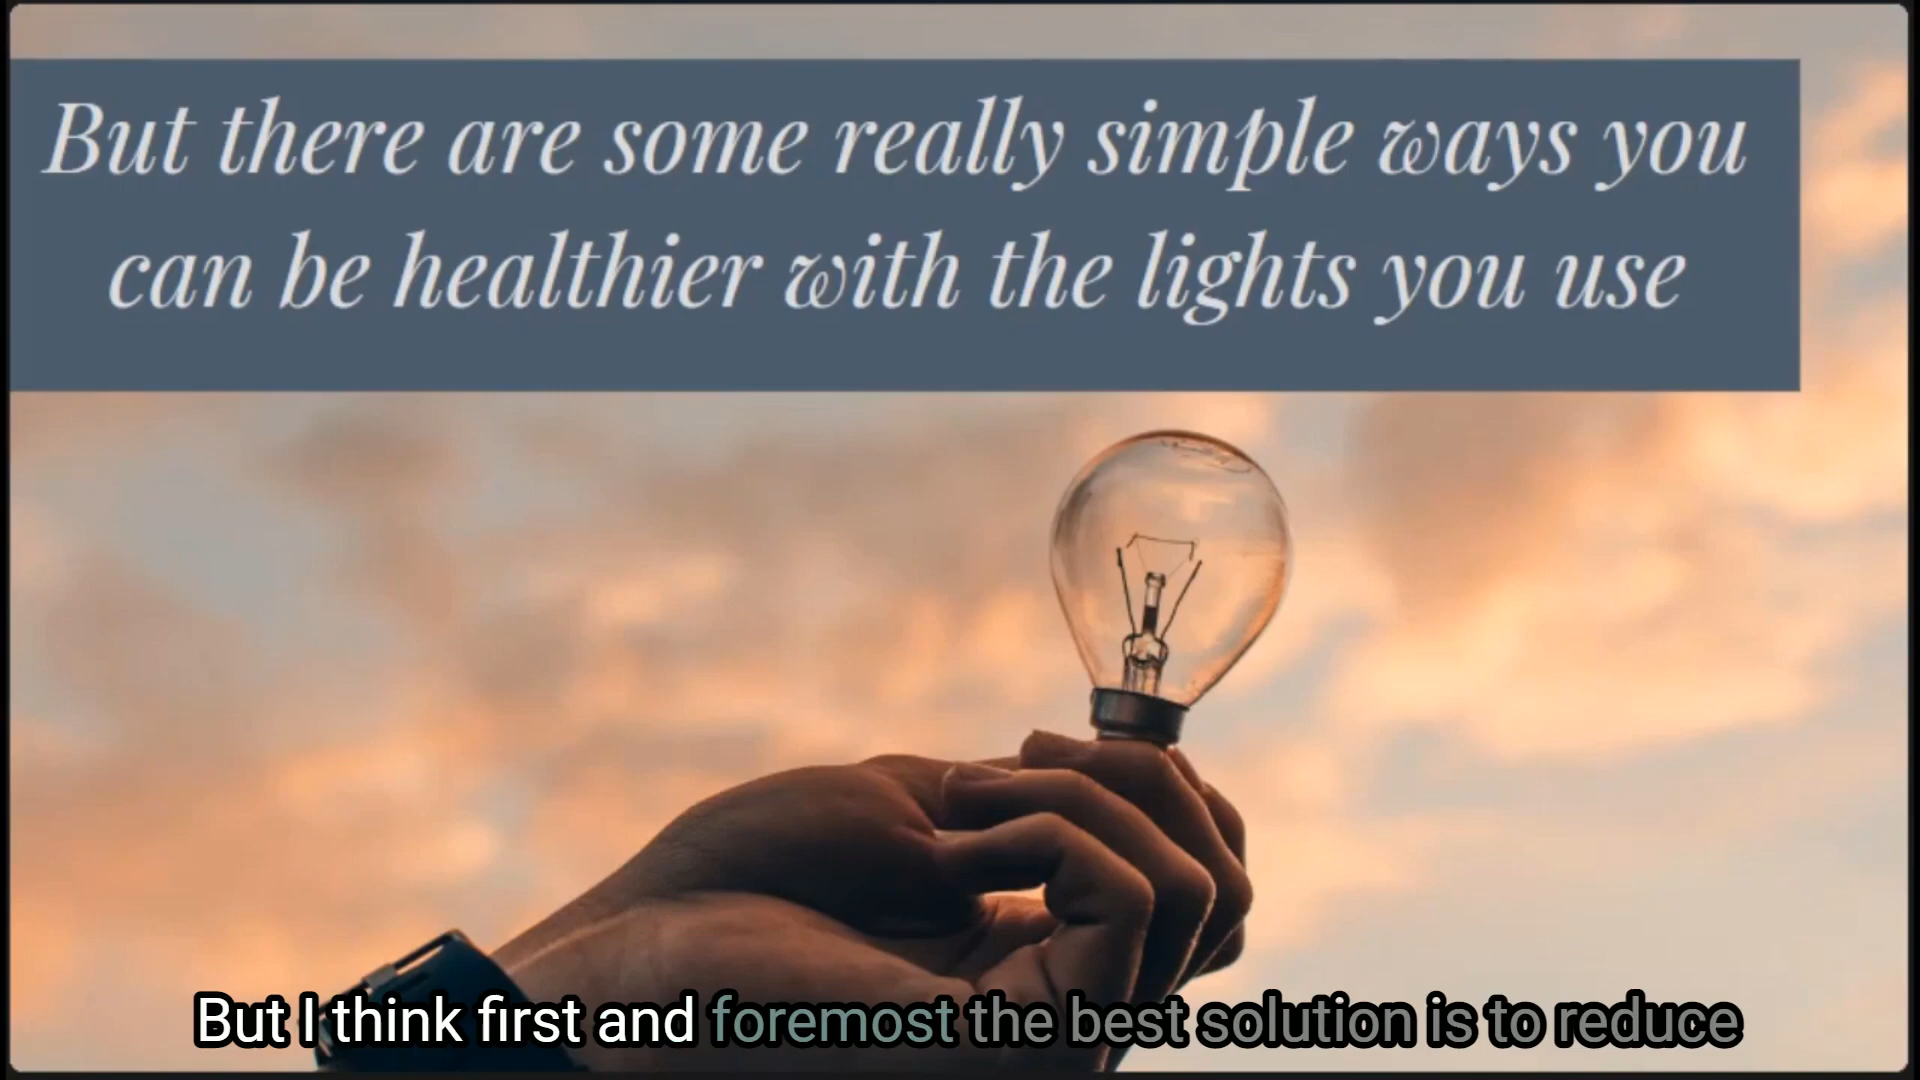 But there are some really simple ways you
can be healthier with the lights you use
But I think first and foremost the best solution is to reduce